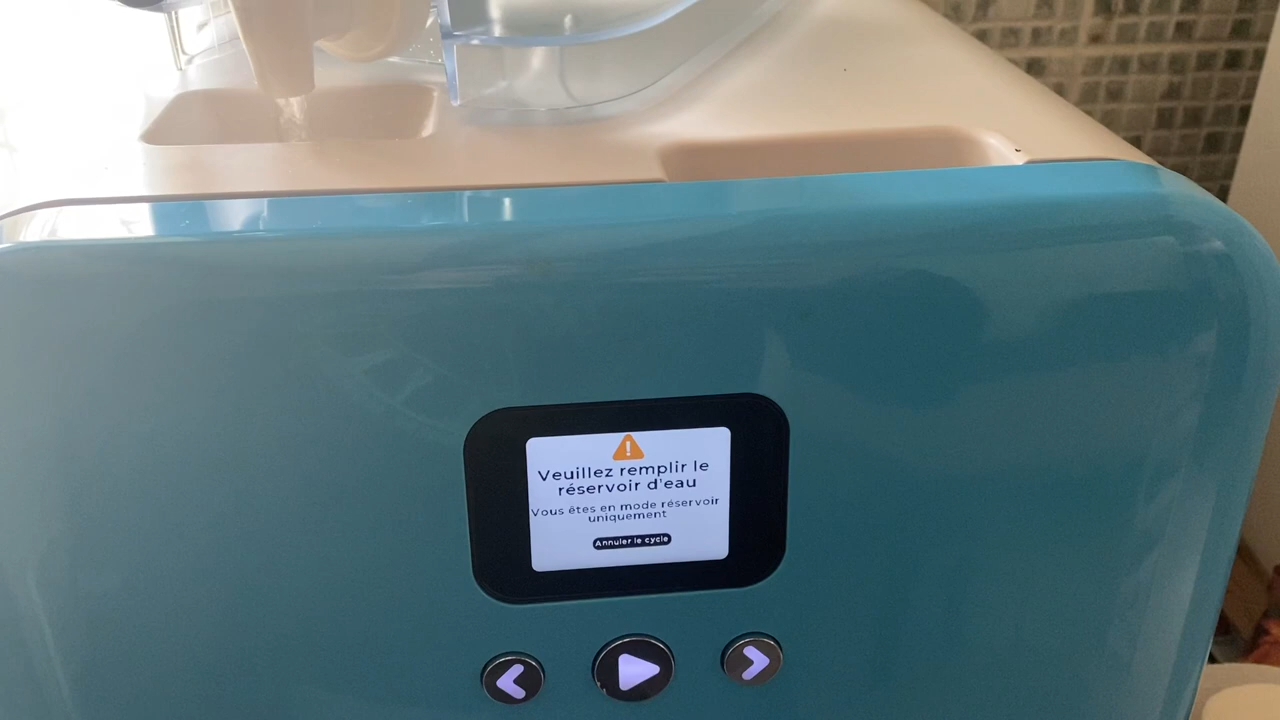 Veuillez remplir le
réservoir d'eau
Vous êtes en mode réservoir
uniquement
Annuler le cycle